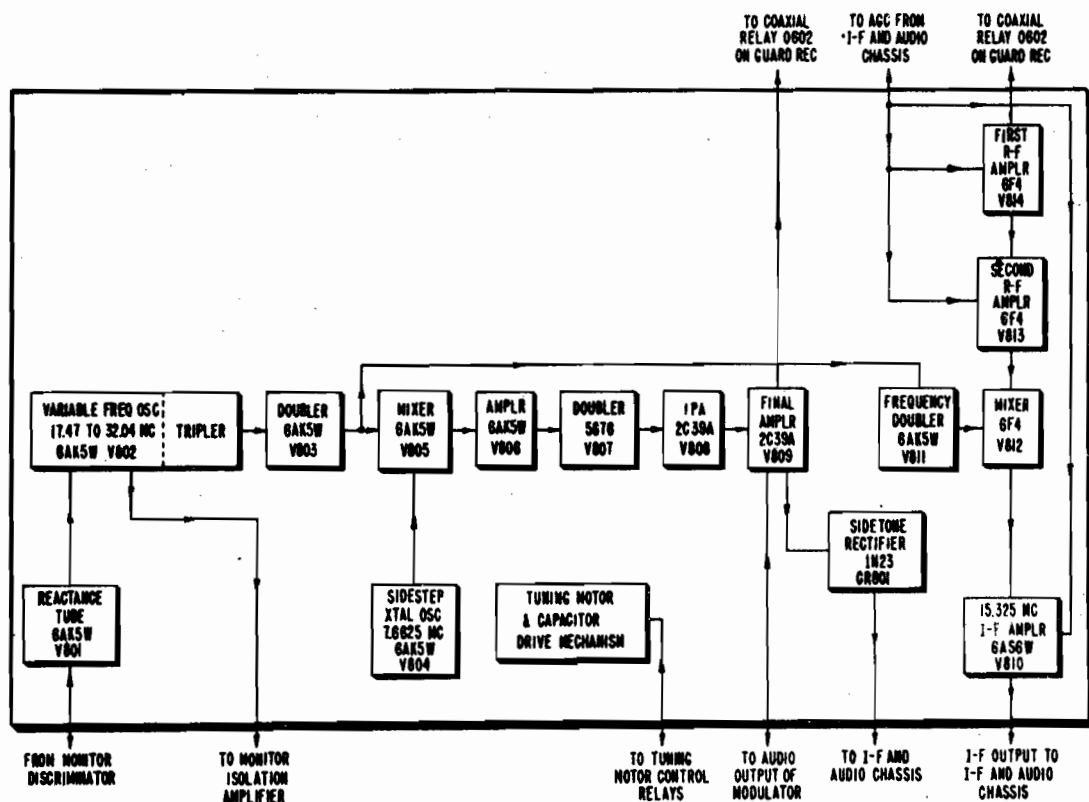 TO COAXIAL
RELAY O602
ON GUARD REC
TO AGC FROM
I-F AND AUDIO
CHASSIS
TO COAXIAL
RELAY O602
ON GUARD REC
FIRST
R-F
AMPLR
6F4
V814
SECOND
R-F
AMPLR
6F4
V813
VARIABLE FREQ OSC
17.47 TO 32.04 MC
6AK5W V802
TRIPLER
DOUBLER
6AK5W
V803
MIXER
6AK5W
V805
AMPLR
6AK5W
V806
DOUBLER
5676
V807
IPA
2C39A
V808
FINAL
AMPLR
2C39A
V809
FREQUENCY
DOUBLER
6AK5W
V811
MIXER
6F4
V812
REACTANCE
TUBE
6AK5W
V801
SIDESTEP
XTAL OSC
7.6625 MC
6AK5W
V804
TUNING MOTOR
& CAPACITOR
DRIVE MECHANISM
SIDETONE
RECTIFIER
1N23
CR801
15.325 MC
I-F AMPLR
6AS6W
V810
FROM MONITOR
DISCRIMINATOR
TO MONITOR
ISOLATION
AMPLIFIER
TO TUNING
MOTOR CONTROL
RELAYS
TO AUDIO
OUTPUT OF
MODULATOR
TO I-F AND
AUDIO CHASSIS
I-F OUTPUT TO
I-F AND AUDIO
CHASSIS